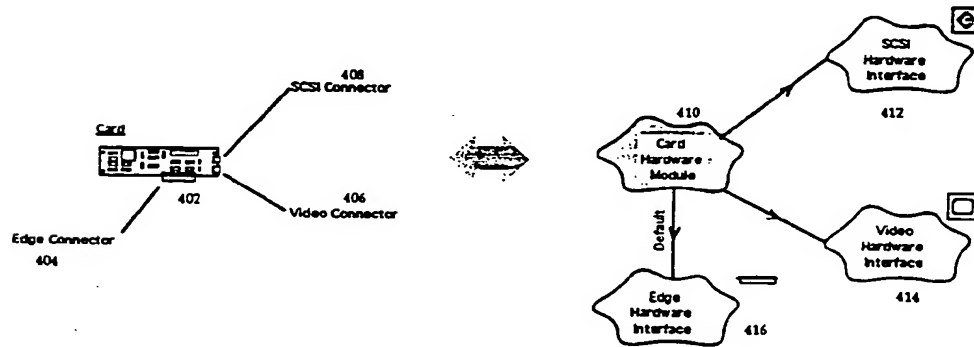 408
SCSI Connector
Card
402
406
Video Connector
Edge Connector
404
SCSI
Hardware
Interface
412
410
Card
Hardware
Module
Default
Video
Hardware
Interface
414
Edge
Hardware
Interface
416